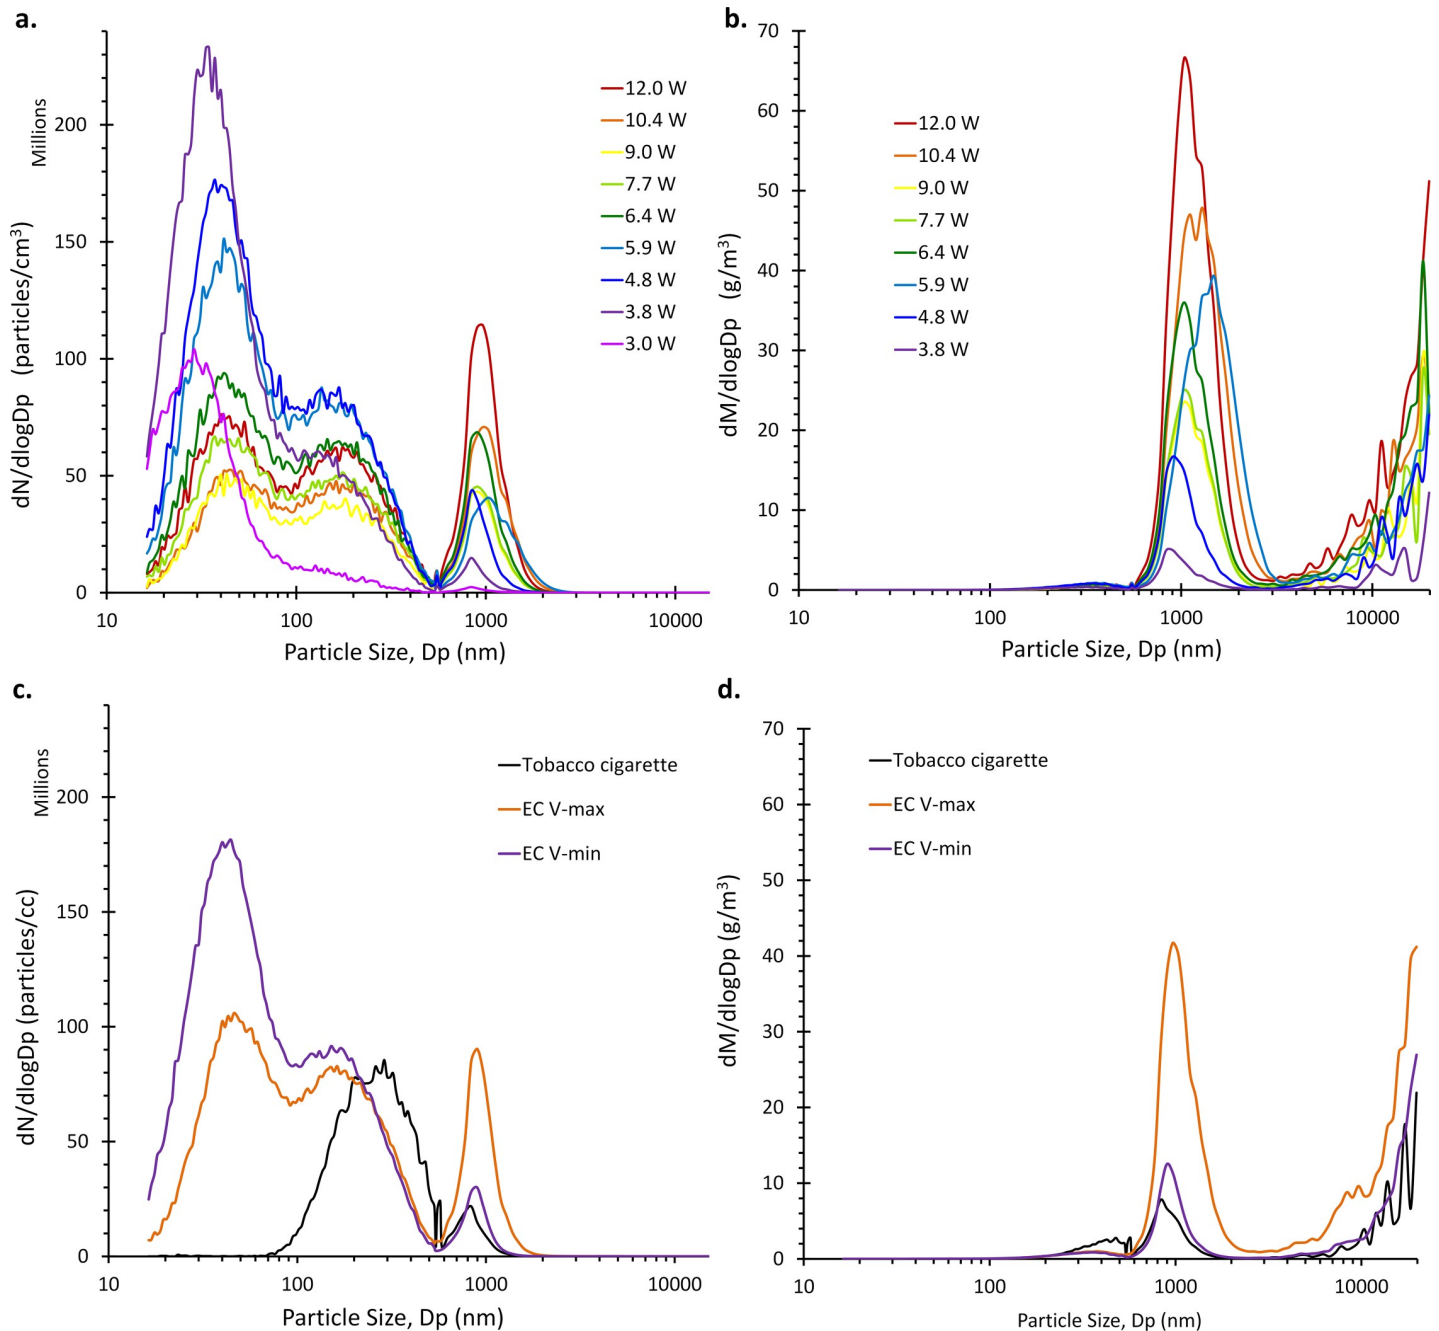 a.
200
150
100
50
0
10
100
1000
10000
Millions
dN/dlogDp (particles/cm³)
Particle Size, Dp (nm)
12.0 W
10.4 W
9.0 W
7.7 W
6.4 W
5.9 W
4.8 W
3.8 W
3.0 W
b.
70
60
50
40
30
20
10
0
10
100
1000
10000
dM/dlogDp (g/m³)
Particle Size, Dp (nm)
12.0 W
10.4 W
9.0 W
7.7 W
6.4 W
5.9 W
4.8 W
3.8 W
c.
200
150
100
50
0
10
100
1000
10000
Millions
dN/dlogDp (particles/cc)
Particle Size, Dp (nm)
Tobacco cigarette
EC V-max
EC V-min
d.
70
60
50
40
30
20
10
0
10
100
1000
10000
dM/dlogDp (g/m³)
Particle Size, Dp (nm)
Tobacco cigarette
EC V-max
EC V-min